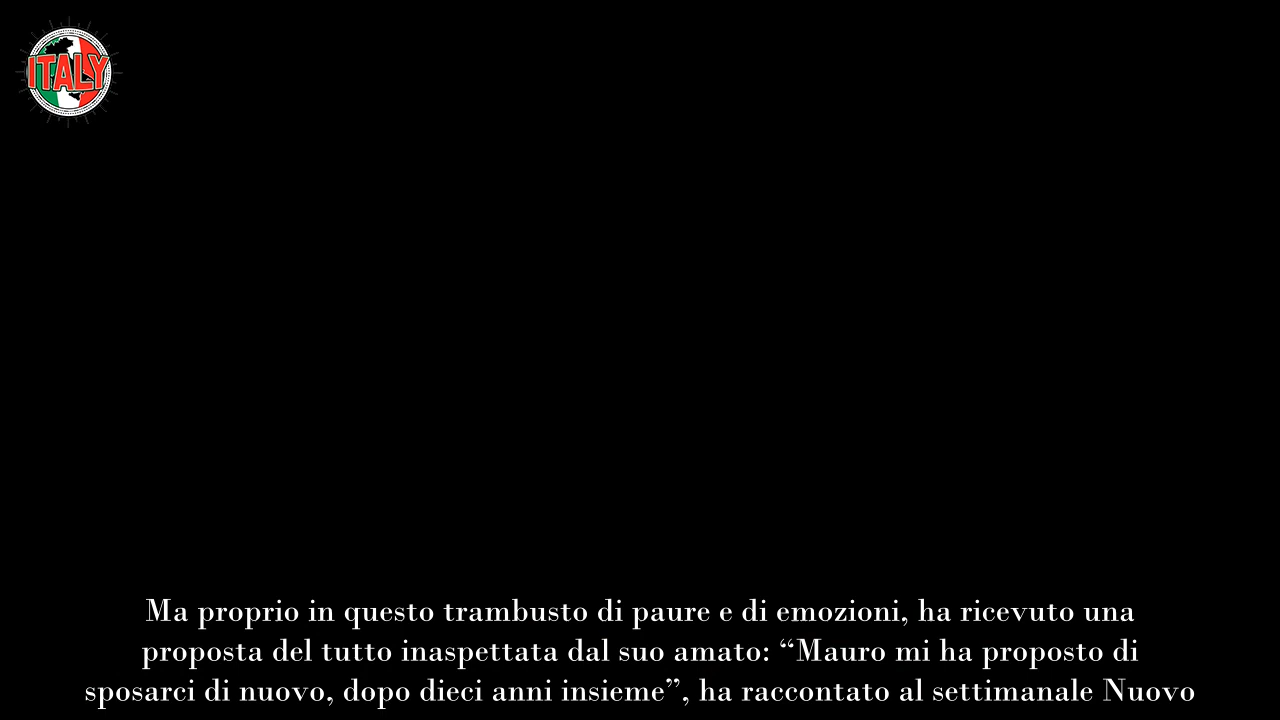 ITALY
Ma proprio in questo trambusto di paure e di emozioni, ha ricevuto una
proposta del tutto inaspettata dal suo amato: “Mauro mi ha proposto di
sposarci di nuovo, dopo dieci anni insieme”, ha raccontato al settimanale Nuovo